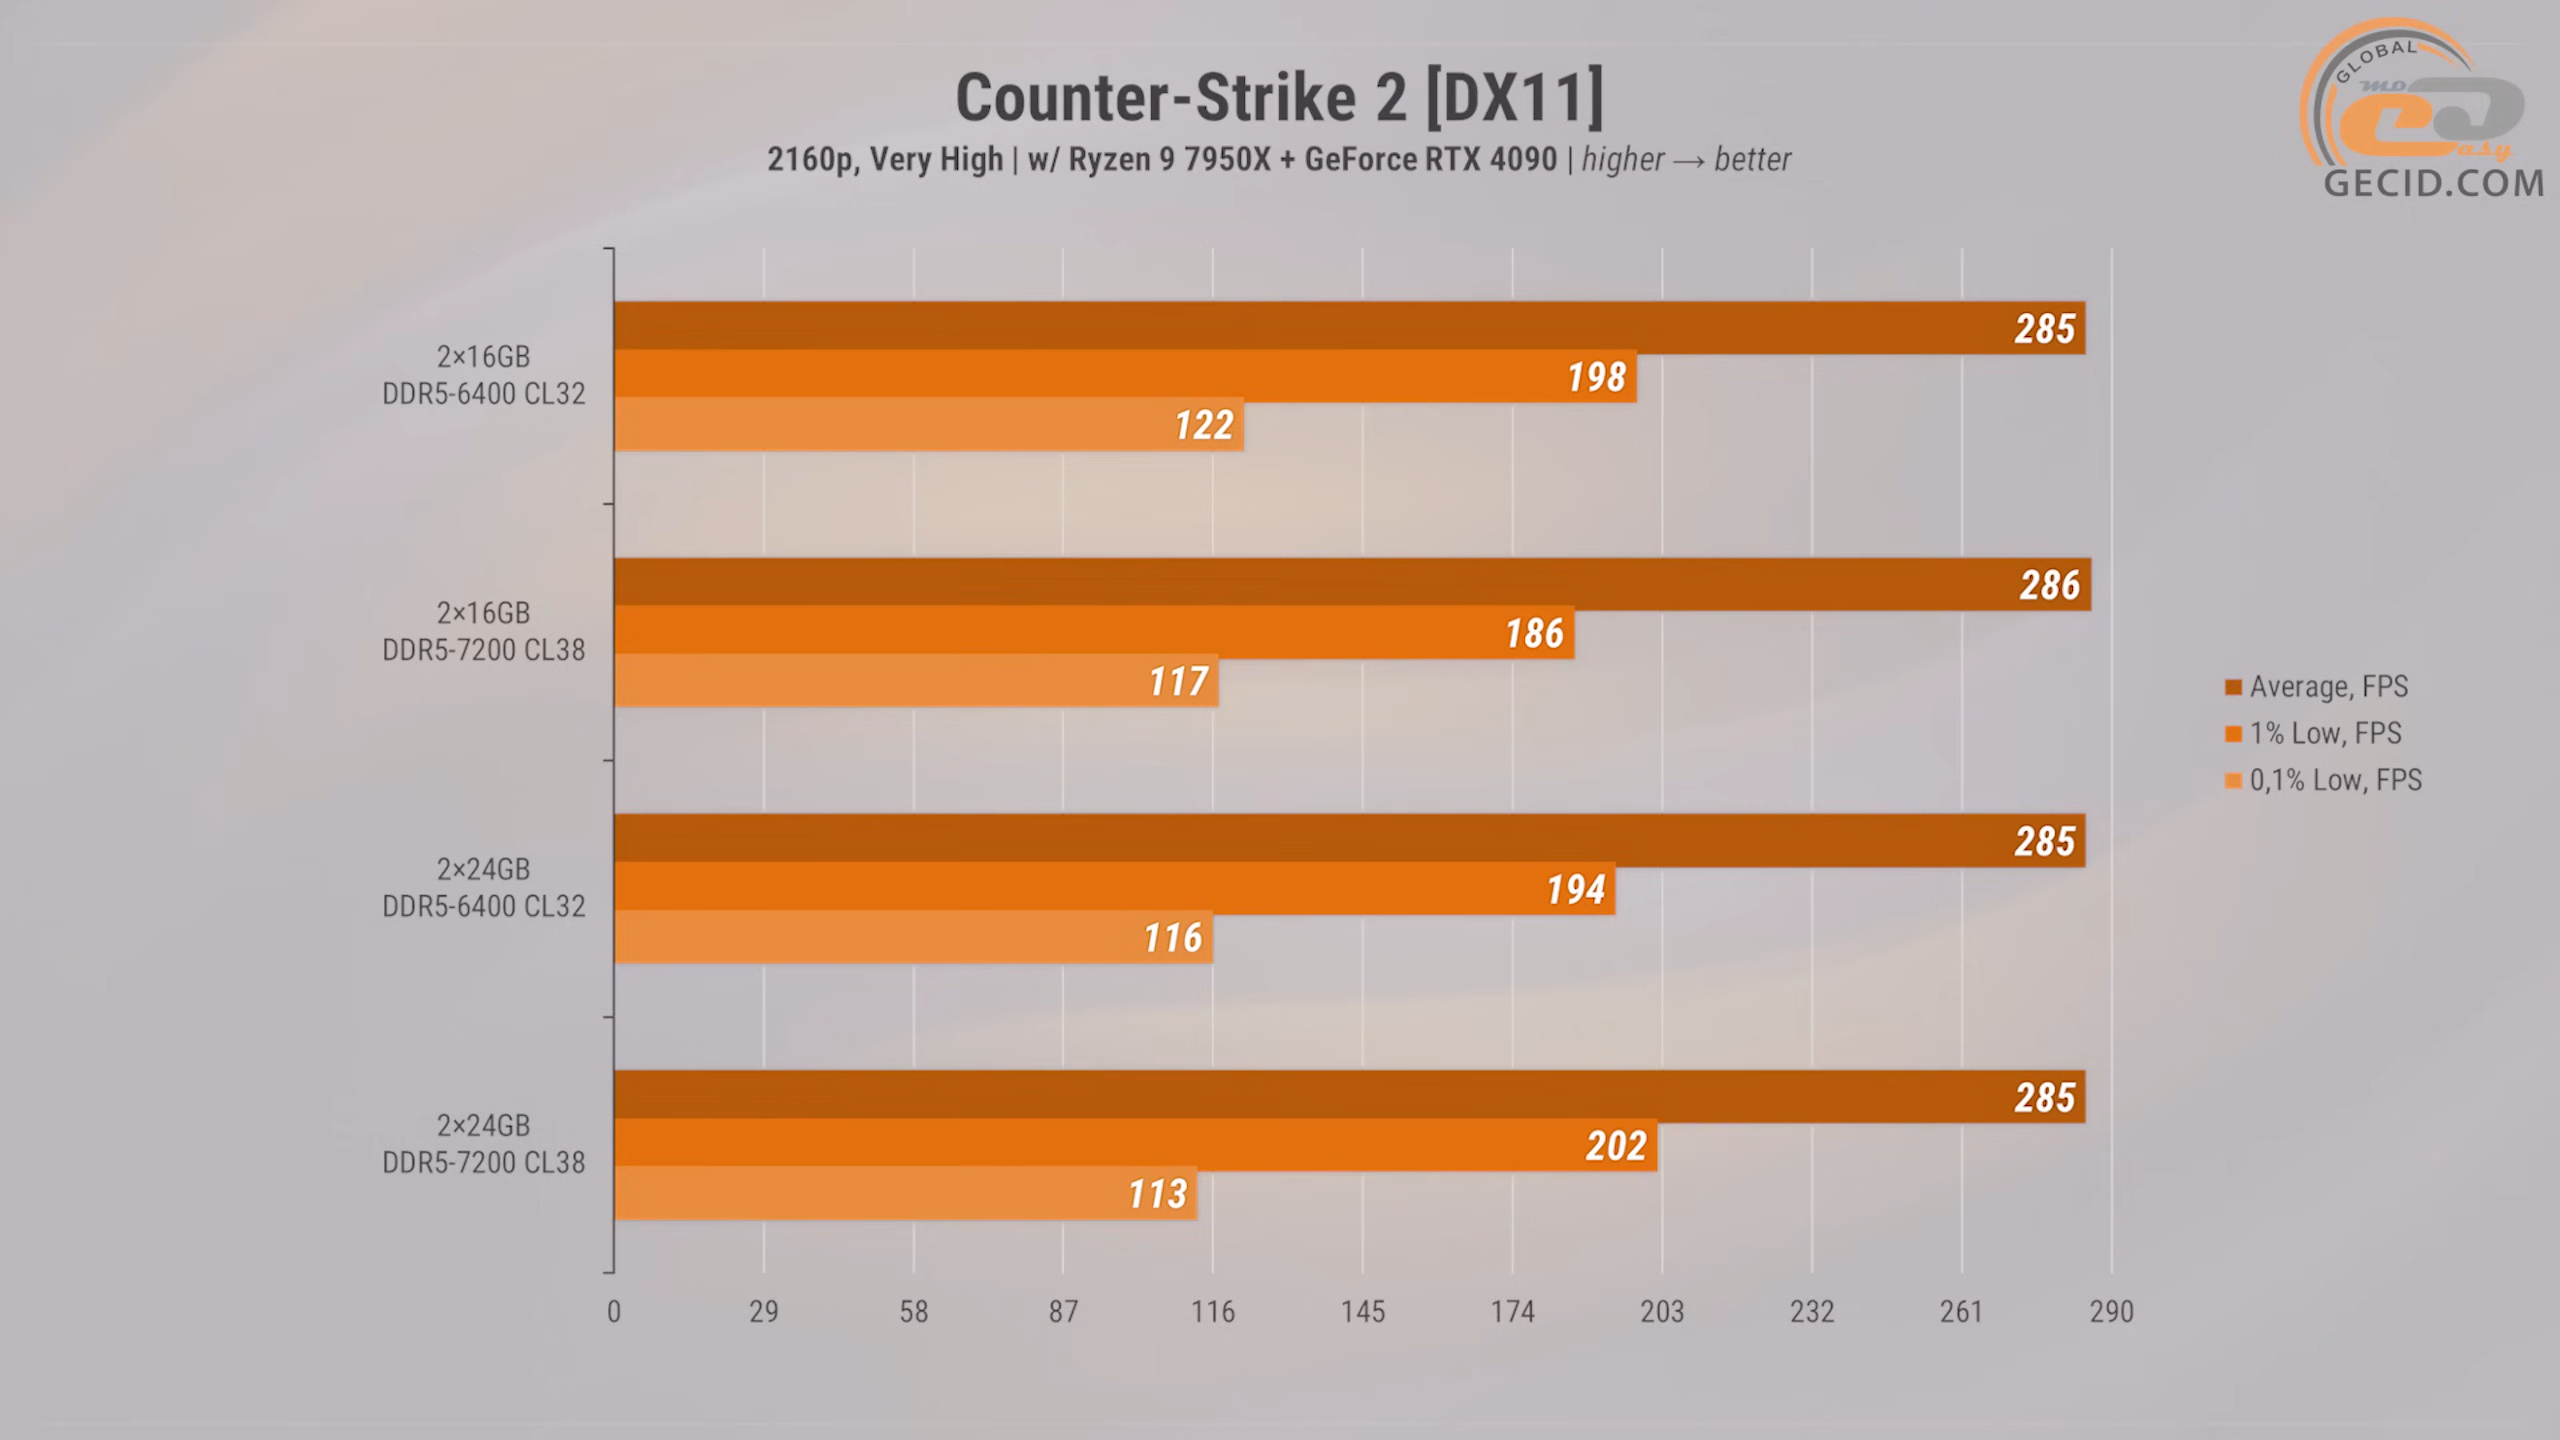 Counter-Strike 2 [DX11]
2160p, Very High | w/ Ryzen 9 7950X + GeForce RTX 4090 | higher → better
GLOBAL
mo
asy
GECID.COM
2×16GB
DDR5-6400 CL32
285
198
122
2×16GB
DDR5-7200 CL38
286
186
117
2×24GB
DDR5-6400 CL32
285
194
116
2×24GB
DDR5-7200 CL38
285
202
113
Average, FPS
1% Low, FPS
0,1% Low, FPS
0 29 58 87 116 145 174 203 232 261 290